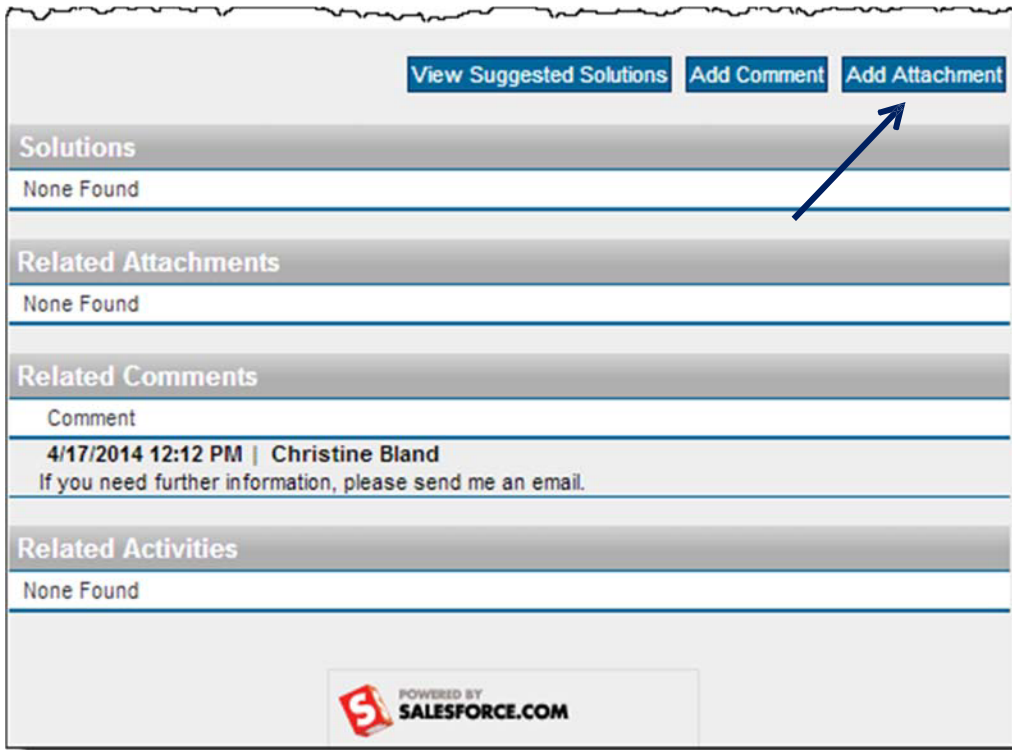 View Suggested Solutions Add Comment Add Attachment
Solutions
None Found
Related Attachments
None Found
Related Comments
Comment
4/17/2014 12:12 PM | Christine Bland
If you need further information, please send me an email.
Related Activities
None Found
POWERED BY
SALESFORCE.COM